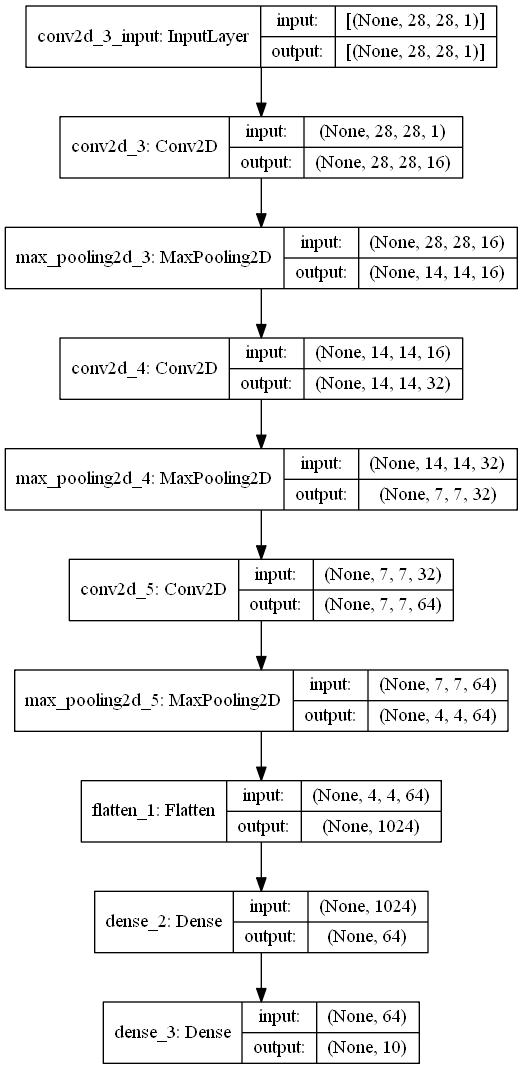 conv2d_3_input: InputLayer
input: [(None, 28, 28, 1)]
output: [(None, 28, 28, 1)]
conv2d_3: Conv2D
input: (None, 28, 28, 1)
output: (None, 28, 28, 16)
max_pooling2d_3: MaxPooling2D
input: (None, 28, 28, 16)
output: (None, 14, 14, 16)
conv2d_4: Conv2D
input: (None, 14, 14, 16)
output: (None, 14, 14, 32)
max_pooling2d_4: MaxPooling2D
input: (None, 14, 14, 32)
output: (None, 7, 7, 32)
conv2d_5: Conv2D
input: (None, 7, 7, 32)
output: (None, 7, 7, 64)
max_pooling2d_5: MaxPooling2D
input: (None, 7, 7, 64)
output: (None, 4, 4, 64)
flatten_1: Flatten
input: (None, 4, 4, 64)
output: (None, 1024)
dense_2: Dense
input: (None, 1024)
output: (None, 64)
dense_3: Dense
input: (None, 64)
output: (None, 10)